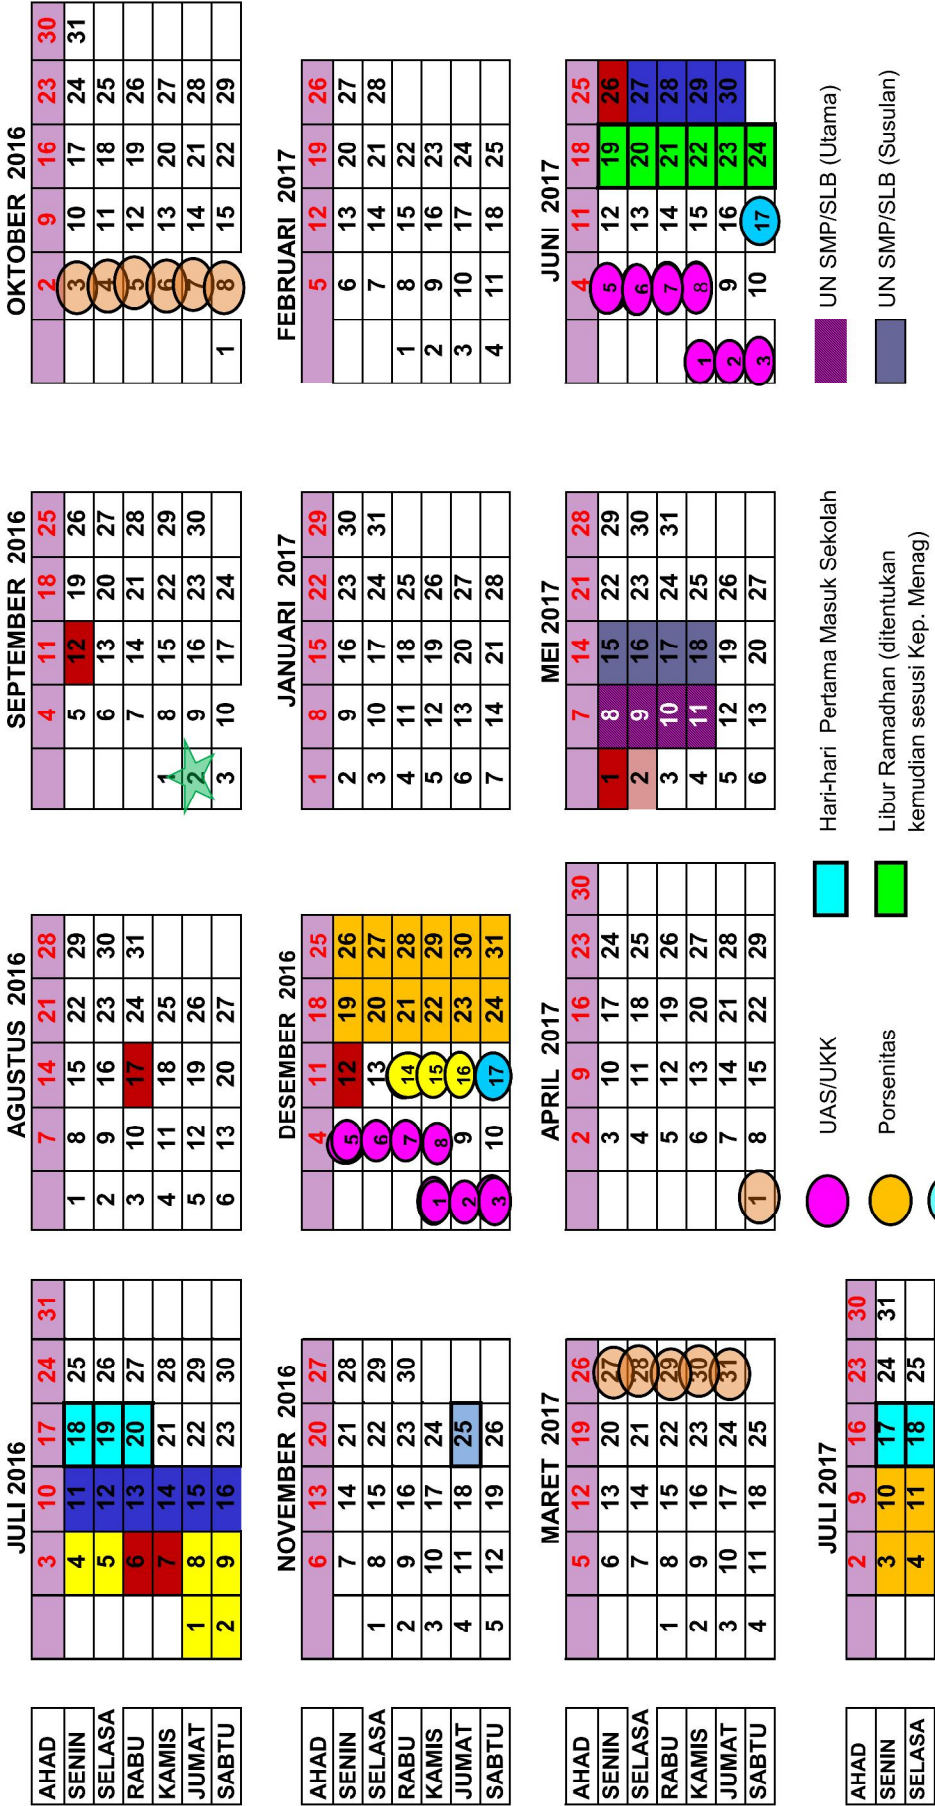 JULI 2016 AGUSTUS 2016 SEPTEMBER 2016 OKTOBER 2016
AHAD 3 10 17 24 31 7 14 21 28 4 11 18 25 2 9 16 23 30
SENIN 4 11 18 25 1 8 15 22 29 5 12 19 26 3 10 17 24 31
SELASA 5 12 19 26 2 9 16 23 30 6 13 20 27 4 11 18 25
RABU 6 13 20 27 3 10 17 24 31 7 14 21 28 5 12 19 26
KAMIS 7 14 21 28 4 11 18 25 1 8 15 22 29 6 13 20 27
JUMAT 1 8 15 22 29 5 12 19 26 2 9 16 23 30 7 14 21 28
SABTU 2 9 16 23 30 6 13 20 27 3 10 17 24 1 8 15 22 29
NOVEMBER 2016 DESEMBER 2016 JANUARI 2017 FEBRUARI 2017
AHAD 6 13 20 27 4 11 18 25 1 8 15 22 29 5 12 19 26
SENIN 7 14 21 28 5 12 19 26 2 9 16 23 30 6 13 20 27
SELASA 1 8 15 22 29 6 13 20 27 3 10 17 24 31 7 14 21 28
RABU 2 9 16 23 30 7 14 21 28 4 11 18 25 1 8 15 22
KAMIS 3 10 17 24 1 8 15 22 29 5 12 19 26 2 9 16 23
JUMAT 4 11 18 25 2 9 16 23 30 6 13 20 27 3 10 17 24
SABTU 5 12 19 26 3 10 17 24 31 7 14 21 28 4 11 18 25
MARET 2017 APRIL 2017 MEI 2017 JUNI 2017
AHAD 5 12 19 26 2 9 16 23 30 7 14 21 28 4 11 18 25
SENIN 6 13 20 27 3 10 17 24 1 8 15 22 29 5 12 19 26
SELASA 7 14 21 28 4 11 18 25 2 9 16 23 30 6 13 20 27
RABU 1 8 15 22 29 5 12 19 26 3 10 17 24 31 7 14 21 28
KAMIS 2 9 16 23 30 6 13 20 27 4 11 18 25 1 8 15 22 29
JUMAT 3 10 17 24 31 7 14 21 28 5 12 19 26 2 9 16 23 30
SABTU 4 11 18 25 1 8 15 22 29 6 13 20 27 3 10 17 24
JULI 2017 UAS/UKK Hari-hari Pertama Masuk Sekolah UN SMP/SLB (Utama)
AHAD 2 9 16 23 30
SENIN 3 10 17 24 31 Porsenitas Libur Ramadhan (ditentukan UN SMP/SLB (Susulan)
SELASA 4 11 18 25 kemudian sesusi Kep. Menag)